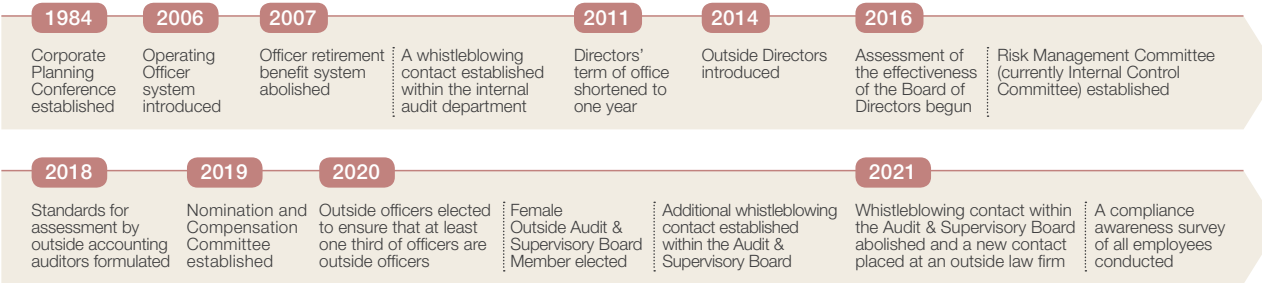 1984
Corporate
Planning
Conference
established
2006
Operating
Officer
system
introduced
2007
Officer retirement
benefit system
abolished
A whistleblowing
contact established
within the internal
audit department
2011
Directors'
term of office
shortened to
one year
2014
Outside Directors
introduced
2016
Assessment of
the effectiveness
of the Board of
Directors begun
Risk Management Committee
(currently Internal Control
Committee) established
2018
Standards for
assessment by
outside accounting
auditors formulated
2019
Nomination and
Compensation
Committee
established
2020
Outside officers elected
to ensure that at least
one third of officers are
outside officers
Female
Outside Audit &
Supervisory Board
Member elected
Additional whistleblowing
contact established
within the Audit &
Supervisory Board
2021
Whistleblowing contact within
the Audit & Supervisory Board
abolished and a new contact
placed at an outside law firm
A compliance
awareness survey
of all employees
conducted